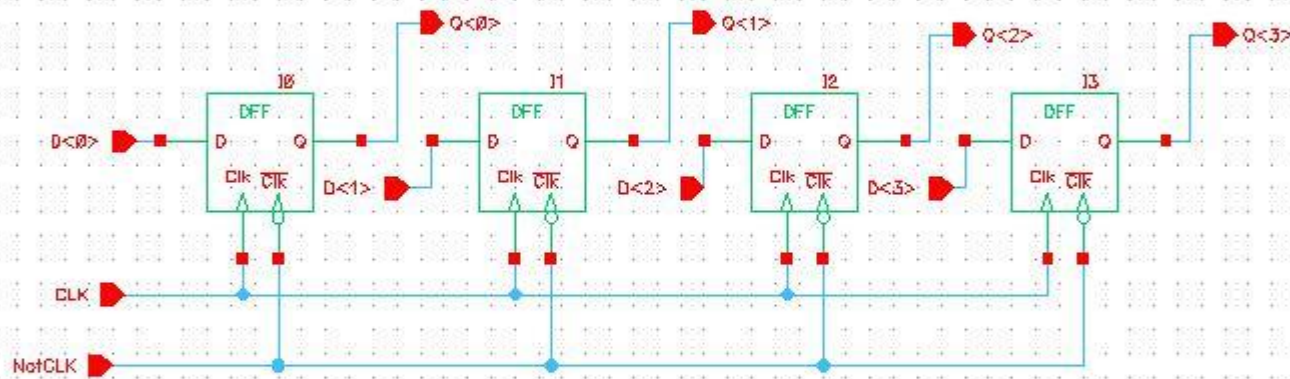 Q<0>
Q<1>
Q<2>
Q<3>
I0
I1
I2
I3
DFF
DFF
DFF
DFF
D<0>
D
Q
D
Q
D
Q
D
Q
Clk
Clk
D<1>
Clk
Clk
D<2>
Clk
Clk
D<3>
Clk
Clk
CLK
NotCLK